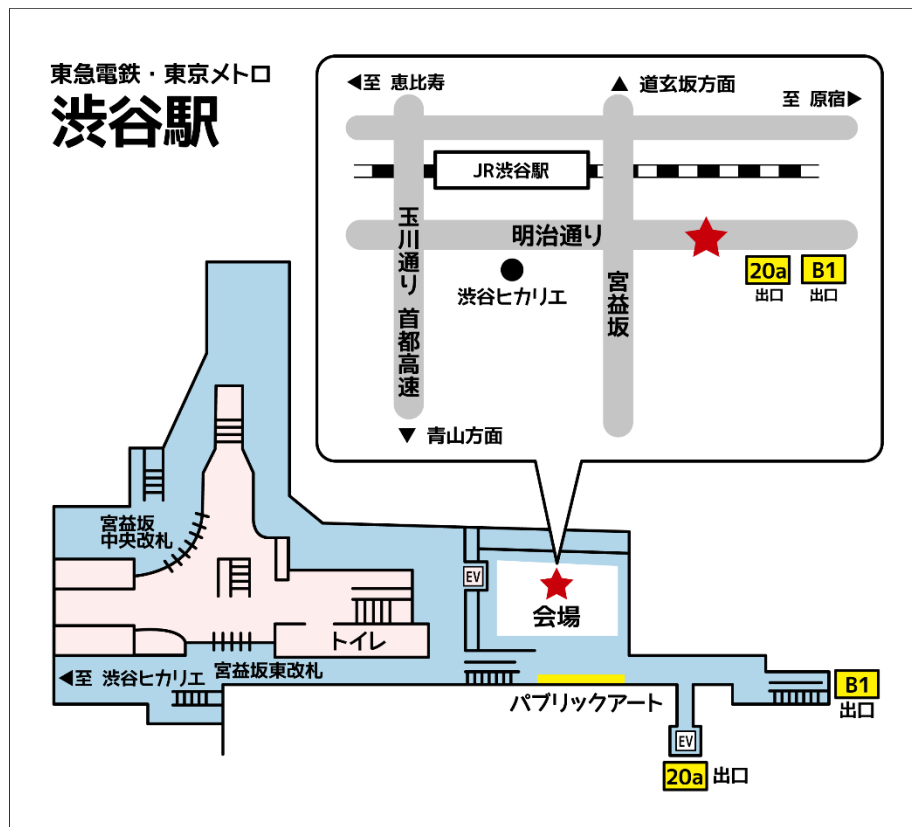 東急電鉄・東京メトロ
渋谷駅
◀至 恵比寿
▲ 道玄坂方面
至 原宿▶
JR渋谷駅
玉川通り 首都高速
明治通り
渋谷ヒカリエ
宮益坂
20a
出口
B1
出口
▼ 青山方面
宮益坂
中央改札
EV
会場
トイレ
◀至 渋谷ヒカリエ
宮益坂東改札
パブリックアート
B1
出口
EV
20a 出口